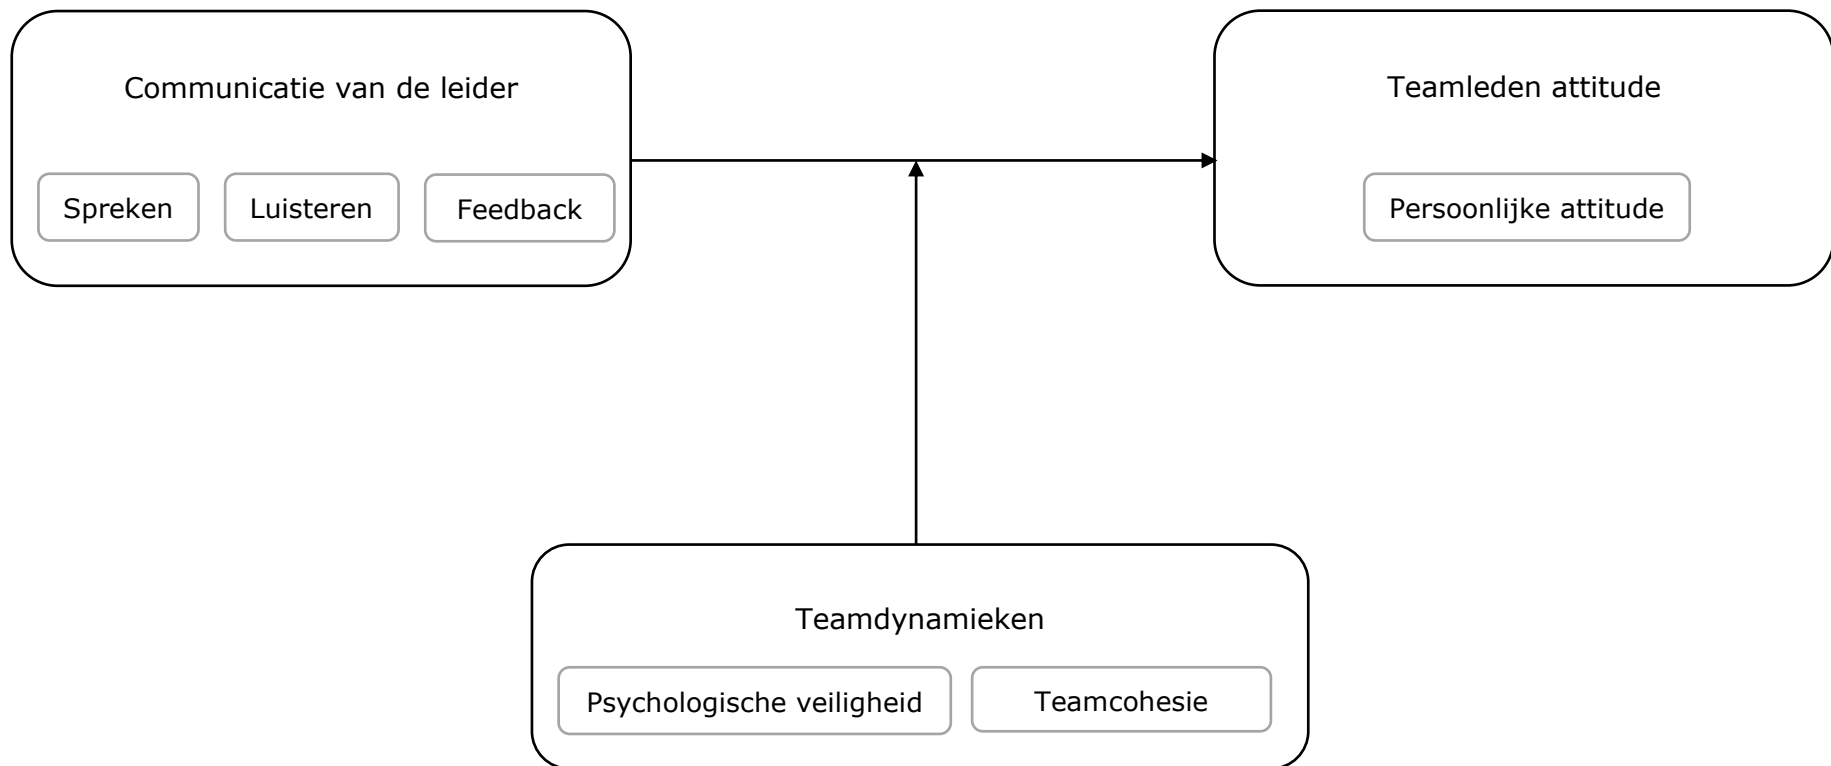 Communicatie van de leider
Spreken
Luisteren
Feedback
Teamleden attitude
Persoonlijke attitude
Teamdynamieken
Psychologische veiligheid
Teamcohesie